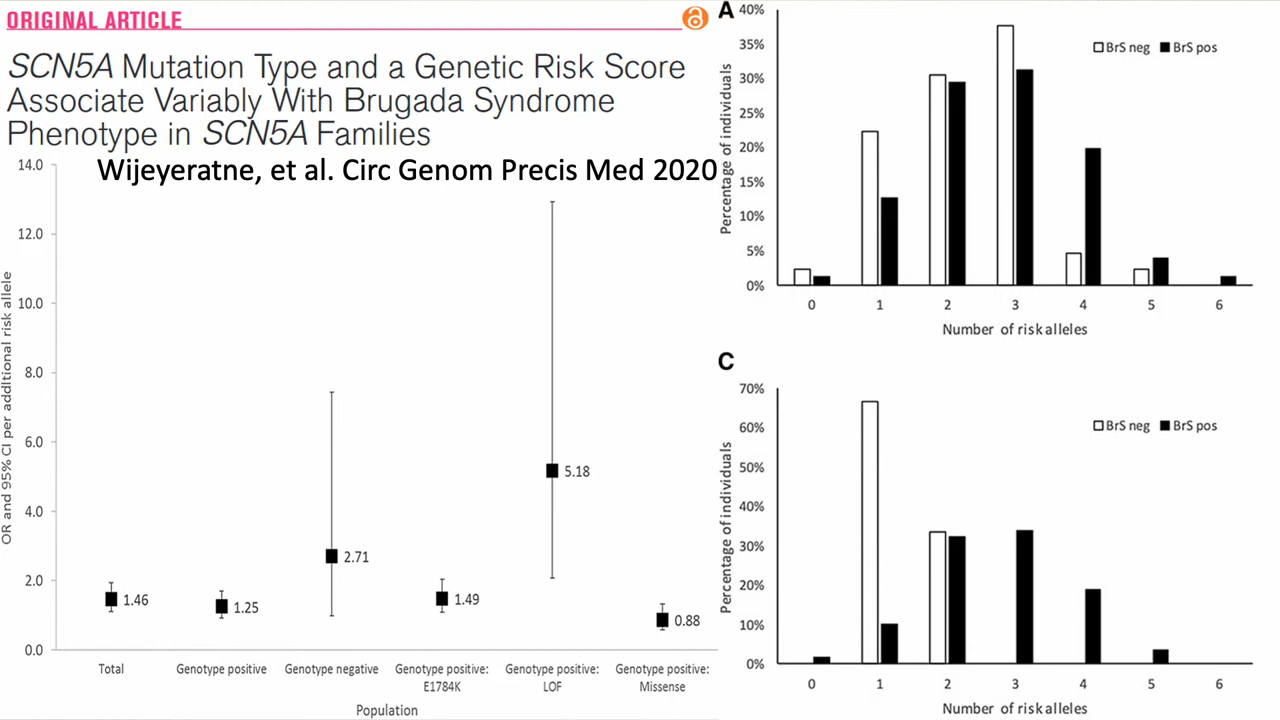 ORIGINAL ARTICLE
SCN5A Mutation Type and a Genetic Risk Score
Associate Variably With Brugada Syndrome
Phenotype in SCN5A Families
Wijeyeratne, et al. Circ Genom Precis Med 2020
OR and 95% CI per additional risk allele
14.0
12.0
10.0
8.0
6.0
4.0
2.0
0.0
1.46
1.25
2.71
1.49
5.18
0.88
Total
Genotype positive
Genotype negative
Genotype positive:
E1784K
Genotype positive:
LOF
Genotype positive:
Missense
Population
A
Percentage of individuals
40%
35%
30%
25%
20%
15%
10%
5%
0%
BrS neg BrS pos
0 1 2 3 4 5 6
Number of risk alleles
C
Percentage of individuals
70%
60%
50%
40%
30%
20%
10%
0%
BrS neg BrS pos
0 1 2 3 4 5 6
Number of risk alleles